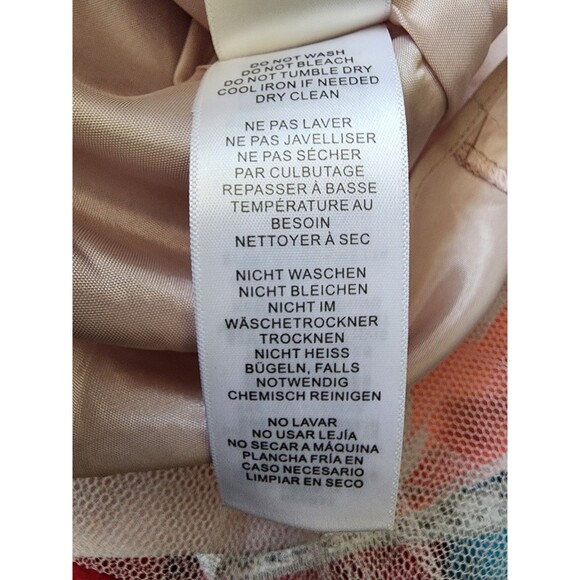 DO NOT WASH
DO NOT BLEACH
DO NOT TUMBLE DRY
COOL IRON IF NEEDED
DRY CLEAN
NE PAS LAVER
NE PAS JAVELLISER
NE PAS SÉCHER
PAR CULBUTAGE
REPASSER À BASSE
TEMPÉRATURE AU
BESOIN
NETTOYER À SEC
NICHT WASCHEN
NICHT BLEICHEN
NICHT IM
WÄSCHETROCKNER
TROCKNEN
NICHT HEISS
BÜGELN, FALLS
NOTWENDIG
CHEMISCH REINIGEN
NO LAVAR
NO USAR LEJÍA
NO SECAR A MÁQUINA
PLANCHA FRÍA EN
CASO NECESARIO
LIMPIAR EN SECO